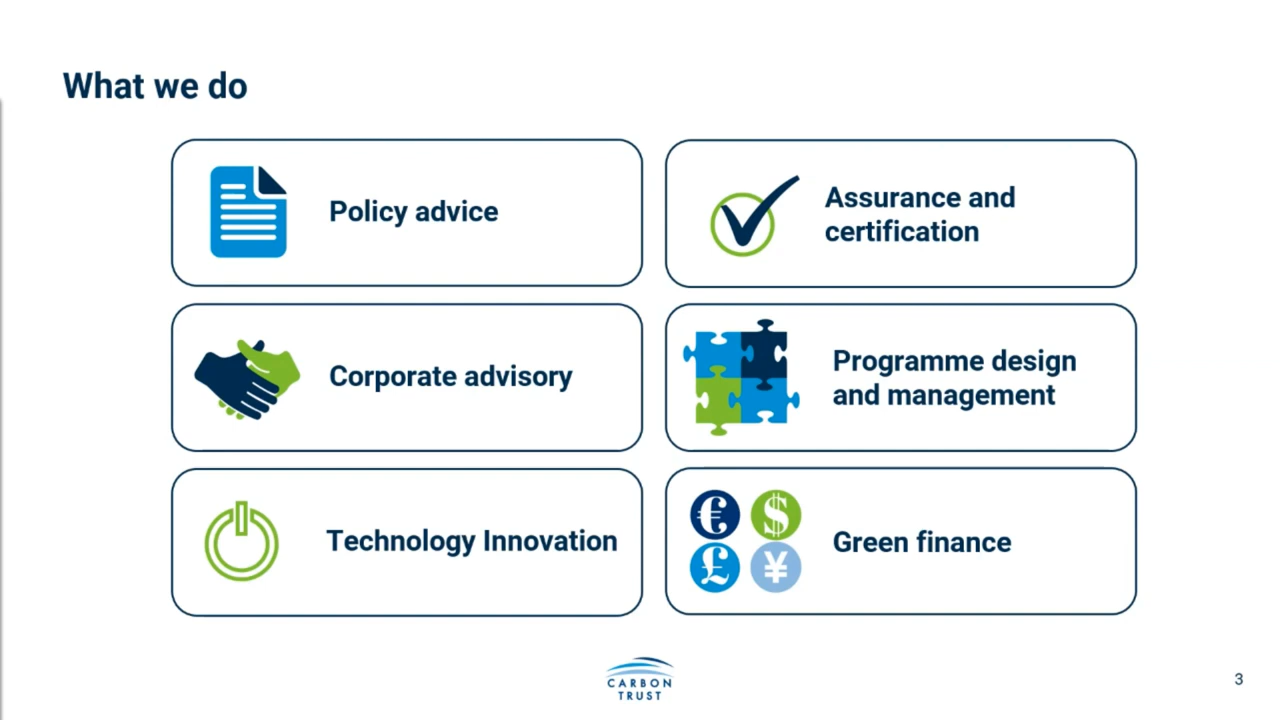 What we do
Policy advice
Assurance and
certification
Corporate advisory
Programme design
and management
Technology Innovation
€ $
£ ¥
Green finance
CARBON
TRUST
3